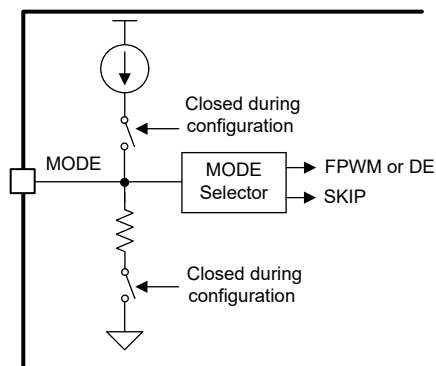 Closed during
configuration
MODE
MODE
Selector
FPWM or DE
SKIP
Closed during
configuration